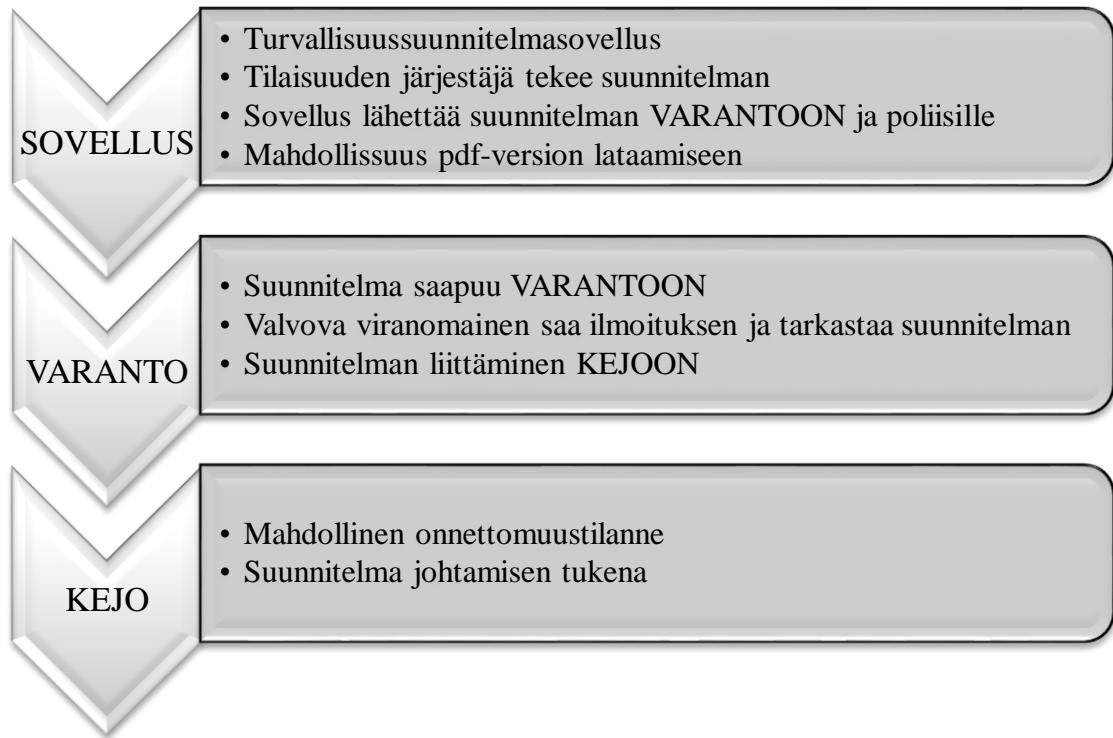 SOVELLUS
• Turvallisuussuunnitelmasovellus
• Tilaisuuden järjestäjä tekee suunnitelman
• Sovellus lähettää suunnitelman VARANTOON ja poliisille
• Mahdollissuus pdf-version lataamiseen
VARANTO
• Suunnitelma saapuu VARANTOON
• Valvova viranomainen saa ilmoituksen ja tarkastaa suunnitelman
• Suunnitelman liittäminen KEJOON
KEJO
• Mahdollinen onnettomuustilanne
• Suunnitelma johtamisen tukena